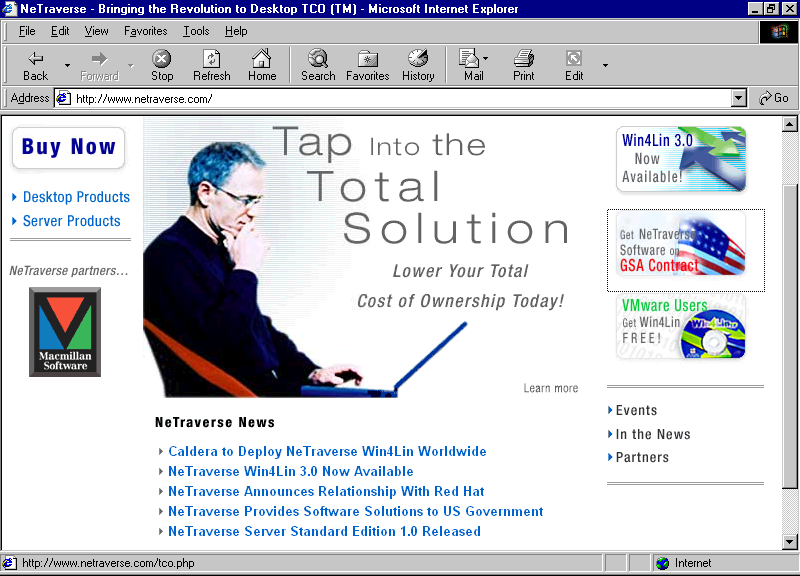 NeTraverse - Bringing the Revolution to Desktop TCO (TM) - Microsoft Internet Explorer
File Edit View Favorites Tools Help
Back Forward Stop Refresh Home Search Favorites History Mail Print Edit
Address http://www.netraverse.com/ Go
Buy Now
Desktop Products
Server Products
NeTraverse partners...
Macmillan
Software
Tap Into the
Total
Solution
Lower Your Total
Cost of Ownership Today!
Learn more
NeTraverse News
Caldera to Deploy NeTraverse Win4Lin Worldwide
NeTraverse Win4Lin 3.0 Now Available
NeTraverse Announces Relationship With Red Hat
NeTraverse Provides Software Solutions to US Government
NeTraverse Server Standard Edition 1.0 Released
Win4Lin 3.0
Now
Available!
Get NeTraverse
Software on
GSA Contract
VMware Users
Get Win4Lin
FREE!
Win4Lin
Events
In the News
Partners
http://www.netraverse.com/tco.php Internet